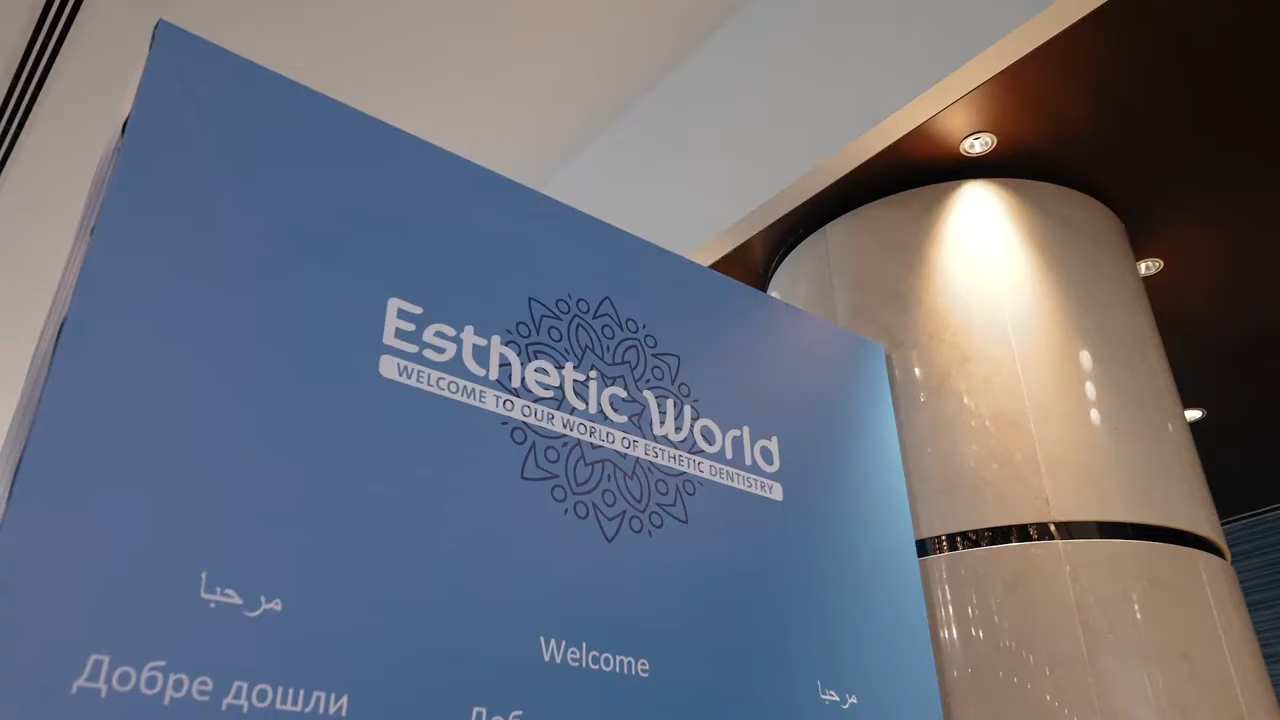 Esthetic World
WELCOME TO OUR WORLD OF ESTHETIC DENTISTRY
مرحبا
Welcome
Добре дошли
مرحبا